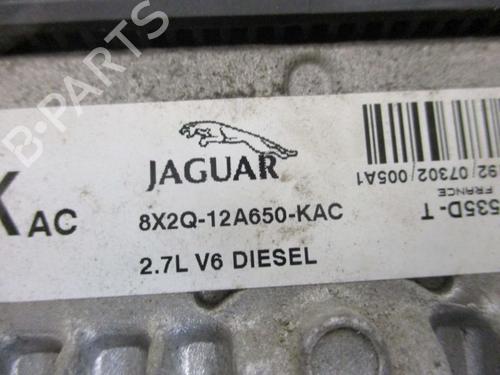 B-PARTS
KAC
JAGUAR
8X2Q-12A650-KAC
2.7L V6 DIESEL
92/07302/005A1
FRANCE
535D-T